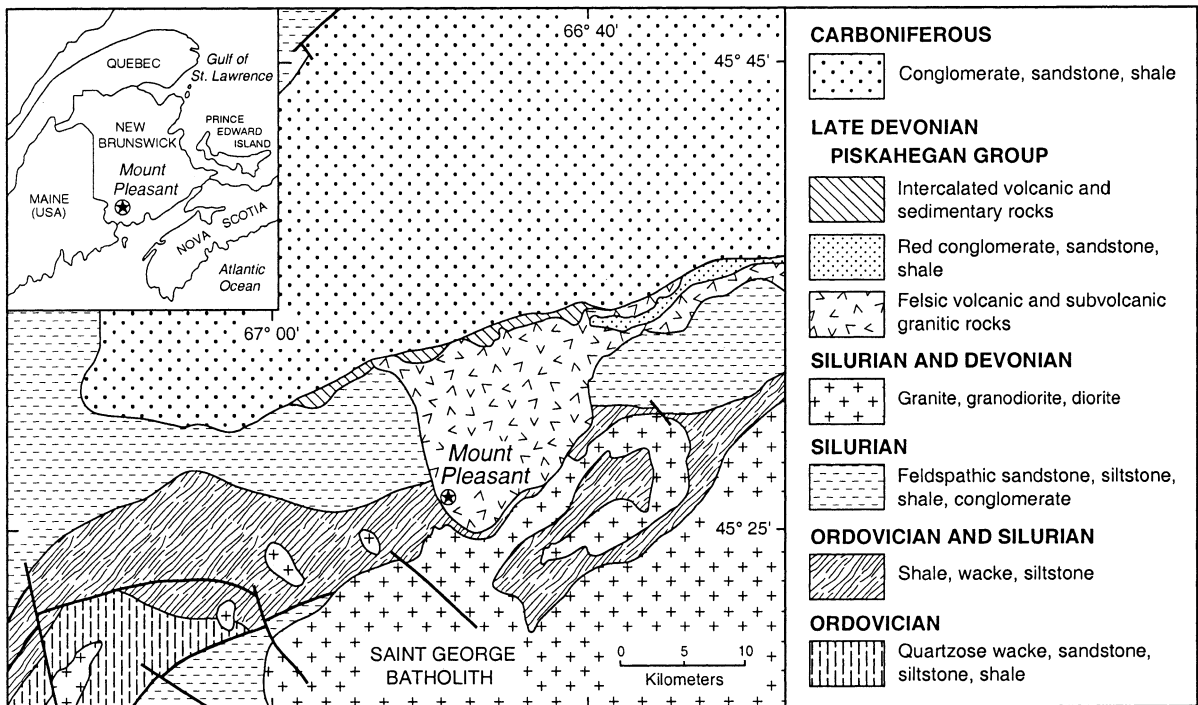 QUEBEC
Gulf of
St. Lawrence
NEW
BRUNSWICK
PRINCE
EDWARD
ISLAND
Mount
Pleasant
MAINE
(USA)
NOVA SCOTIA
Atlantic
Ocean
66° 40'
45° 45'
67° 00'
Mount
Pleasant
45° 25'
SAINT GEORGE
BATHOLITH
0 5 10
Kilometers
CARBONIFEROUS
Conglomerate, sandstone, shale
LATE DEVONIAN
PISKAHEGAN GROUP
Intercalated volcanic and
sedimentary rocks
Red conglomerate, sandstone,
shale
Felsic volcanic and subvolcanic
granitic rocks
SILURIAN AND DEVONIAN
Granite, granodiorite, diorite
SILURIAN
Feldspathic sandstone, siltstone,
shale, conglomerate
ORDOVICIAN AND SILURIAN
Shale, wacke, siltstone
ORDOVICIAN
Quartzose wacke, sandstone,
siltstone, shale